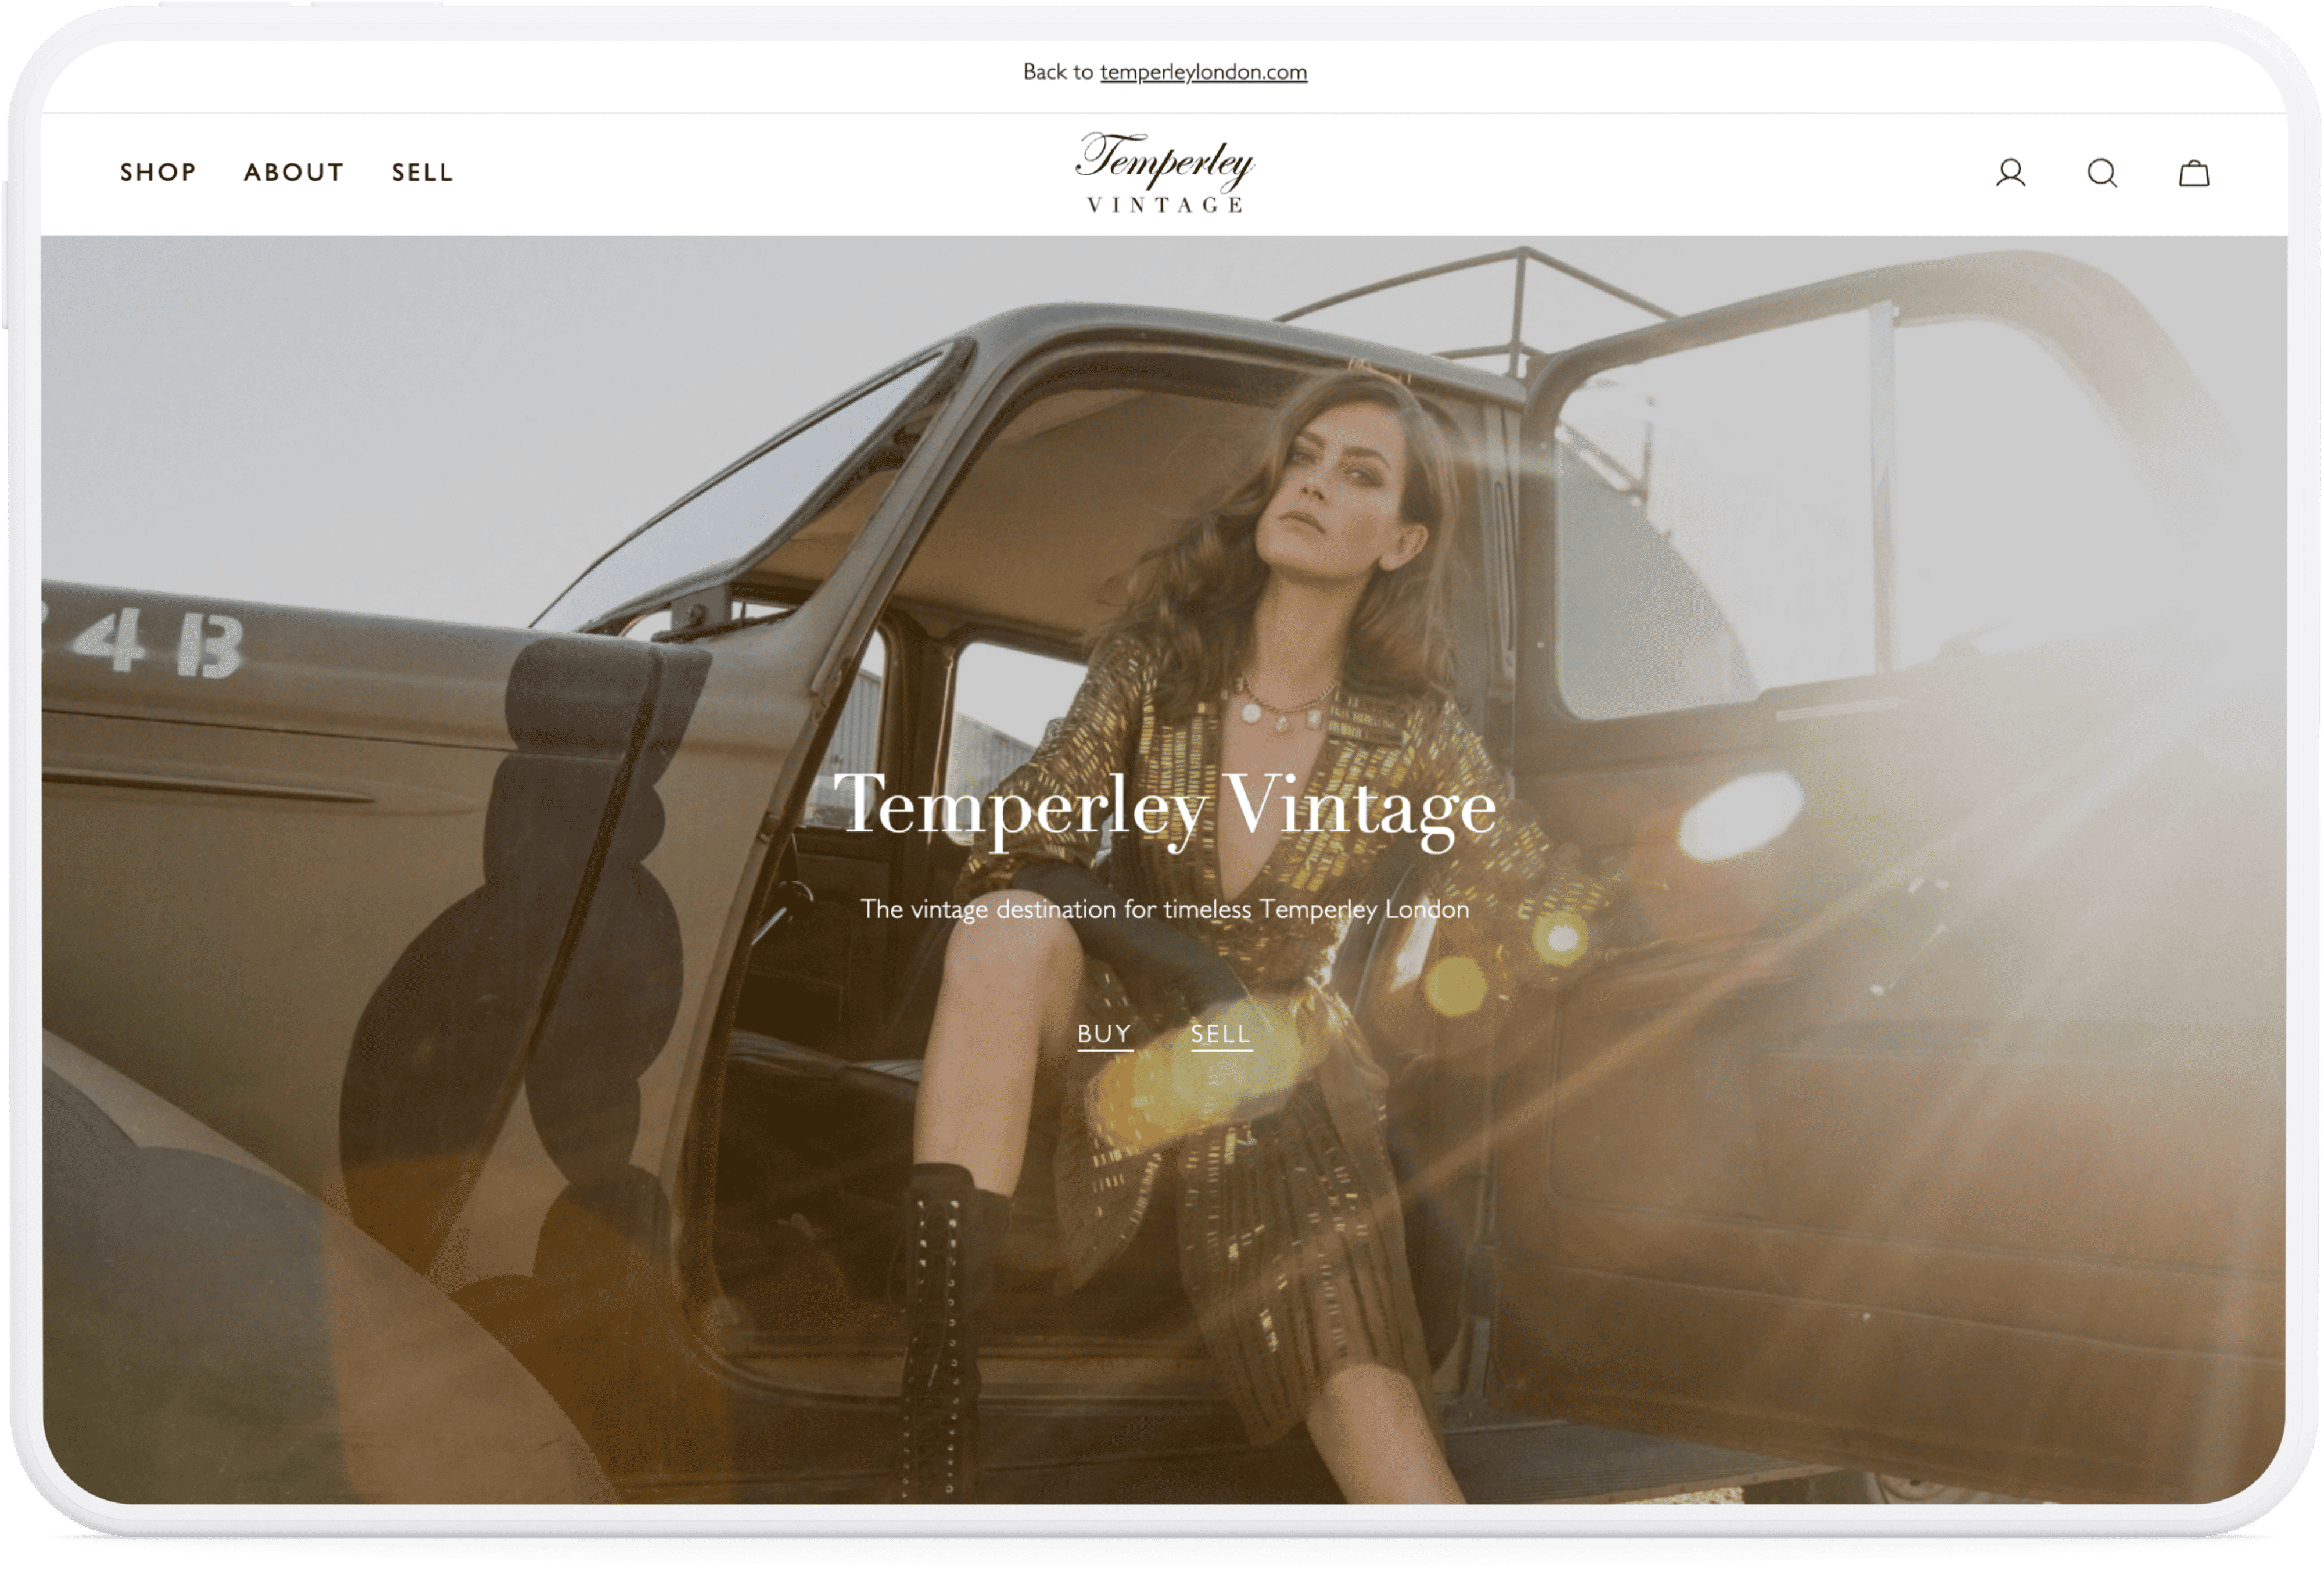 Back to temperleylondon.com
SHOP ABOUT SELL
Temperley
VINTAGE
4B
Temperley Vintage
The vintage destination for timeless Temperley London
BUY SELL